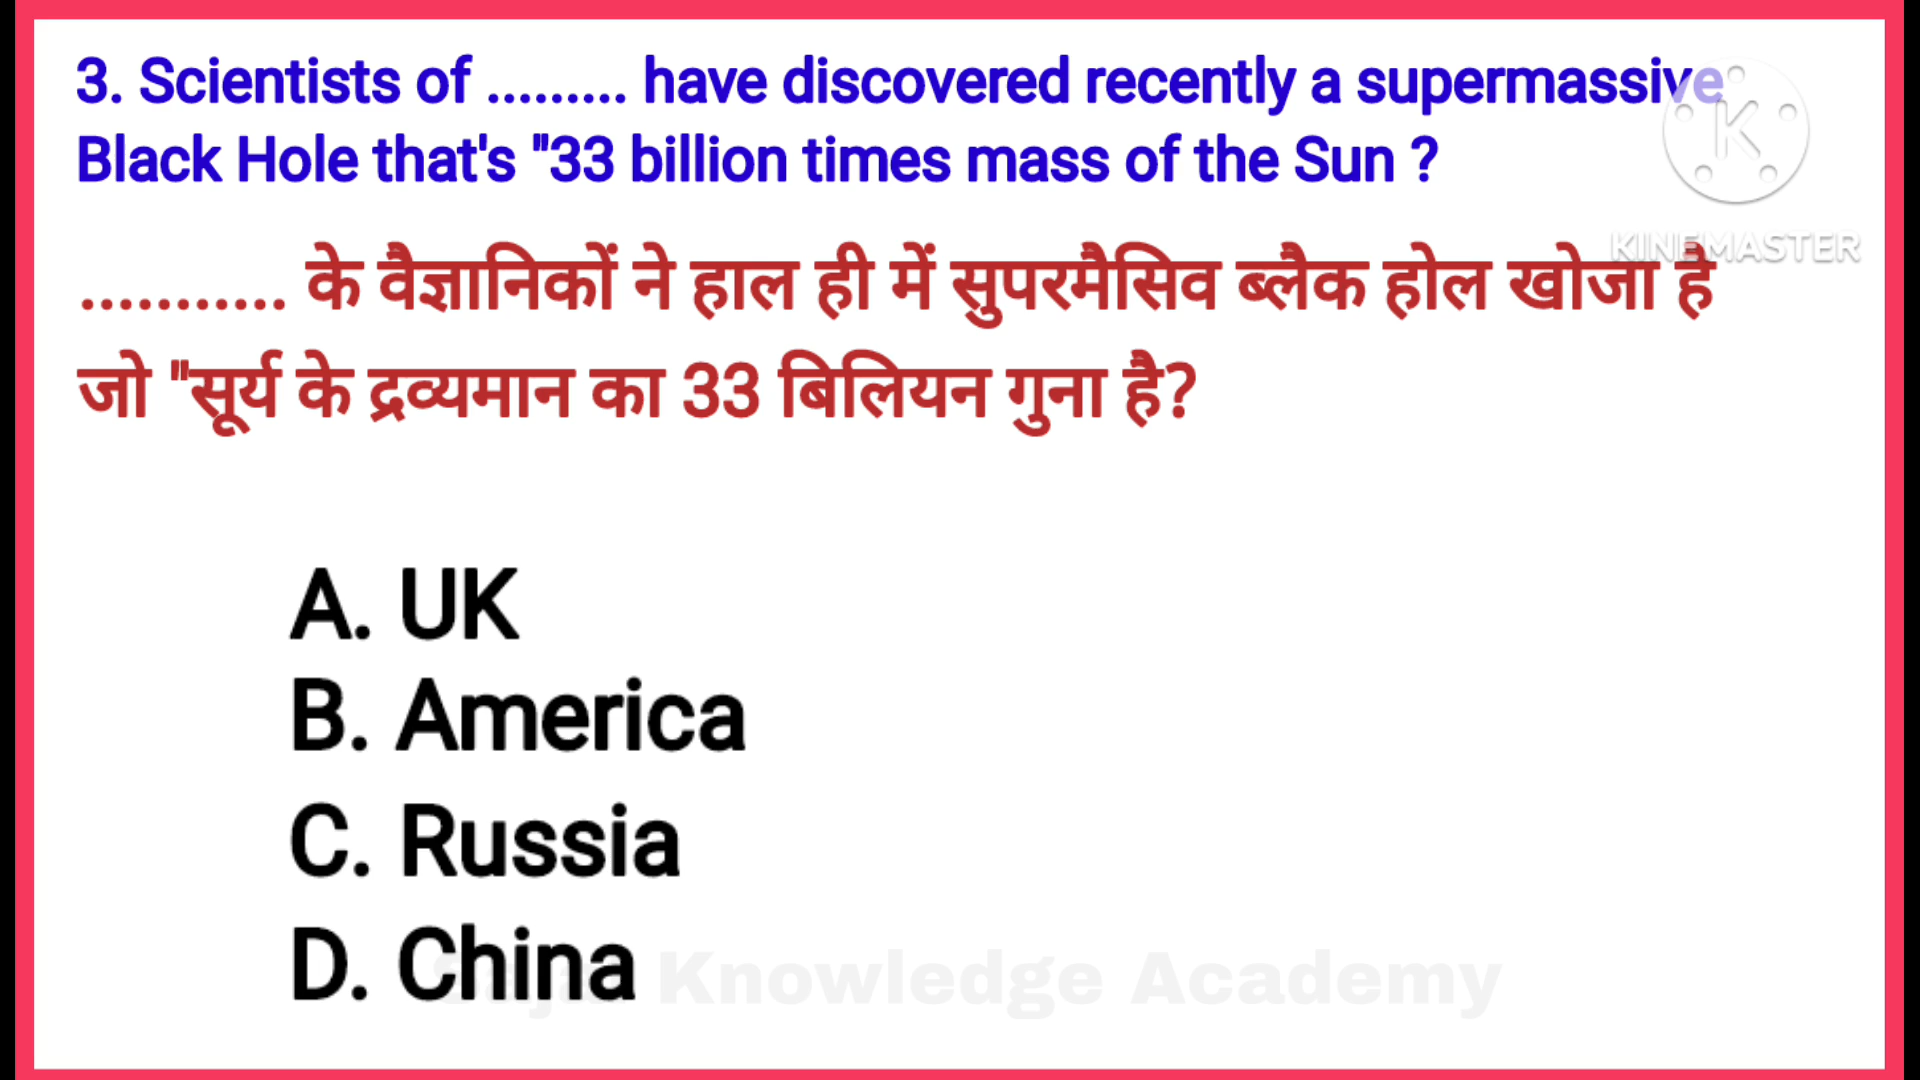 3. Scientists of ......... have discovered recently a supermassive
Black Hole that's "33 billion times mass of the Sun ?
K
KINEMASTER
........... के वैज्ञानिकों ने हाल ही में सुपरमैसिव ब्लैक होल खोजा है
जो "सूर्य के द्रव्यमान का 33 बिलियन गुना है?
A. UK
B. America
C. Russia
D. China
Knowledge Academy